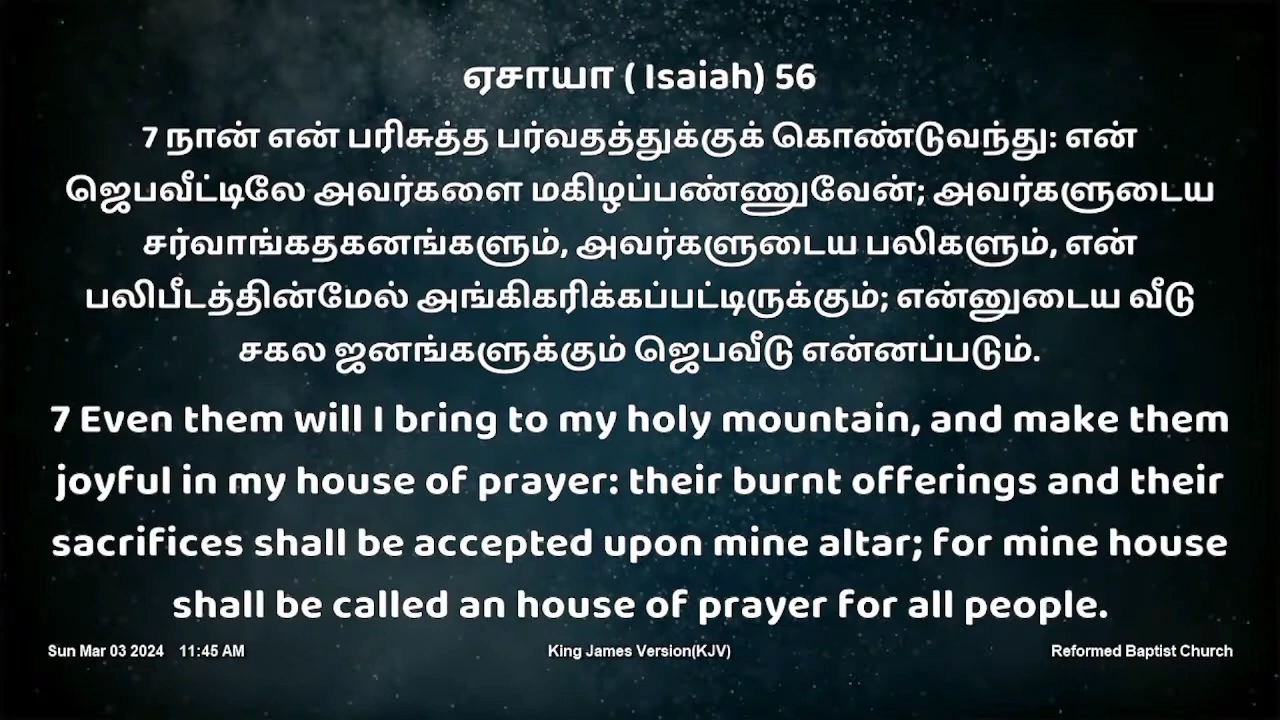 ஏசாயா ( Isaiah) 56
7 நான் என் பரிசுத்த பர்வதத்துக்குக் கொண்டுவந்து: என்
ஜெபவீட்டிலே அவர்களை மகிழப்பண்ணுவேன்; அவர்களுடைய
சர்வாங்கதகனங்களும், அவர்களுடைய பலிகளும், என்
பலிபீடத்தின்மேல் அங்கிகரிக்கப்பட்டிருக்கும்; என்னுடைய வீடு
சகல ஜனங்களுக்கும் ஜெபவீடு என்னப்படும்.
7 Even them will I bring to my holy mountain, and make them
joyful in my house of prayer: their burnt offerings and their
sacrifices shall be accepted upon mine altar; for mine house
shall be called an house of prayer for all people.
Sun Mar 03 2024 11:45 AM King James Version(KJV) Reformed Baptist Church